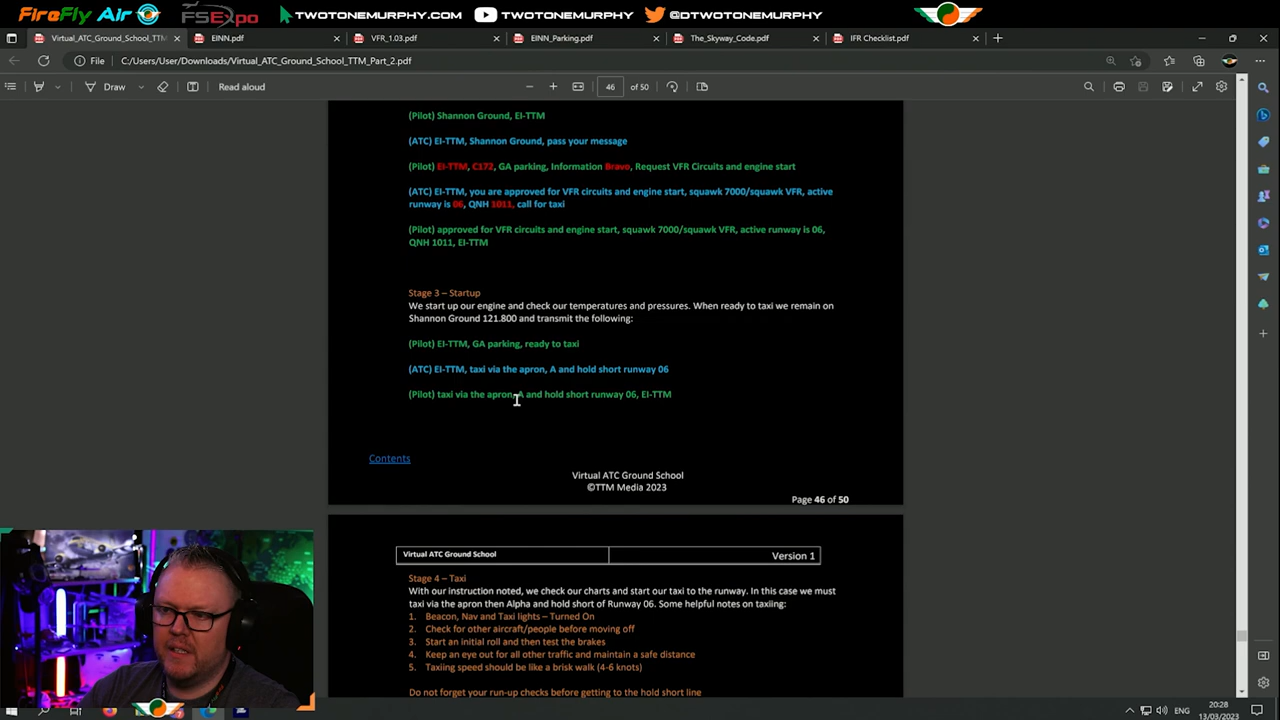 FireFly Air
FSExpo
TWOTONEMURPHY.COM
TWOTONEMURPHY
@DTWOTONEMURPHY
Virtual_ATC_Ground_School_TTM
EINN.pdf
VFR_1.03.pdf
EINN_Parking.pdf
The_Skyway_Code.pdf
IFR Checklist.pdf
File
C:/Users/User/Downloads/Virtual_ATC_Ground_School_TTM_Part_2.pdf
Draw
Read aloud
46 of 50
(Pilot) Shannon Ground, EI-TTM
(ATC) EI-TTM, Shannon Ground, pass your message
(Pilot) EI-TTM, C172, GA parking, Information Bravo, Request VFR Circuits and engine start
(ATC) EI-TTM, you are approved for VFR circuits and engine start, squawk 7000/squawk VFR, active
runway is 06, QNH 1011, call for taxi
(Pilot) approved for VFR circuits and engine start, squawk 7000/squawk VFR, active runway is 06,
QNH 1011, EI-TTM
Stage 3 – Startup
We start up our engine and check our temperatures and pressures. When ready to taxi we remain on
Shannon Ground 121.800 and transmit the following:
(Pilot) EI-TTM, GA parking, ready to taxi
(ATC) EI-TTM, taxi via the apron, A and hold short runway 06
(Pilot) taxi via the apron, A and hold short runway 06, EI-TTM
Contents
Virtual ATC Ground School
©TTM Media 2023
Page 46 of 50
Virtual ATC Ground School
Version 1
Stage 4 – Taxi
With our instruction noted, we check our charts and start our taxi to the runway. In this case we must
taxi via the apron then Alpha and hold short of Runway 06. Some helpful notes on taxiing:
1. Beacon, Nav and Taxi lights – Turned On
2. Check for other aircraft/people before moving off
3. Start an initial roll and then test the brakes
4. Keep an eye out for all other traffic and maintain a safe distance
5. Taxiing speed should be like a brisk walk (4-6 knots)
Do not forget your run-up checks before getting to the hold short line
ENG
20:28
13/03/2023